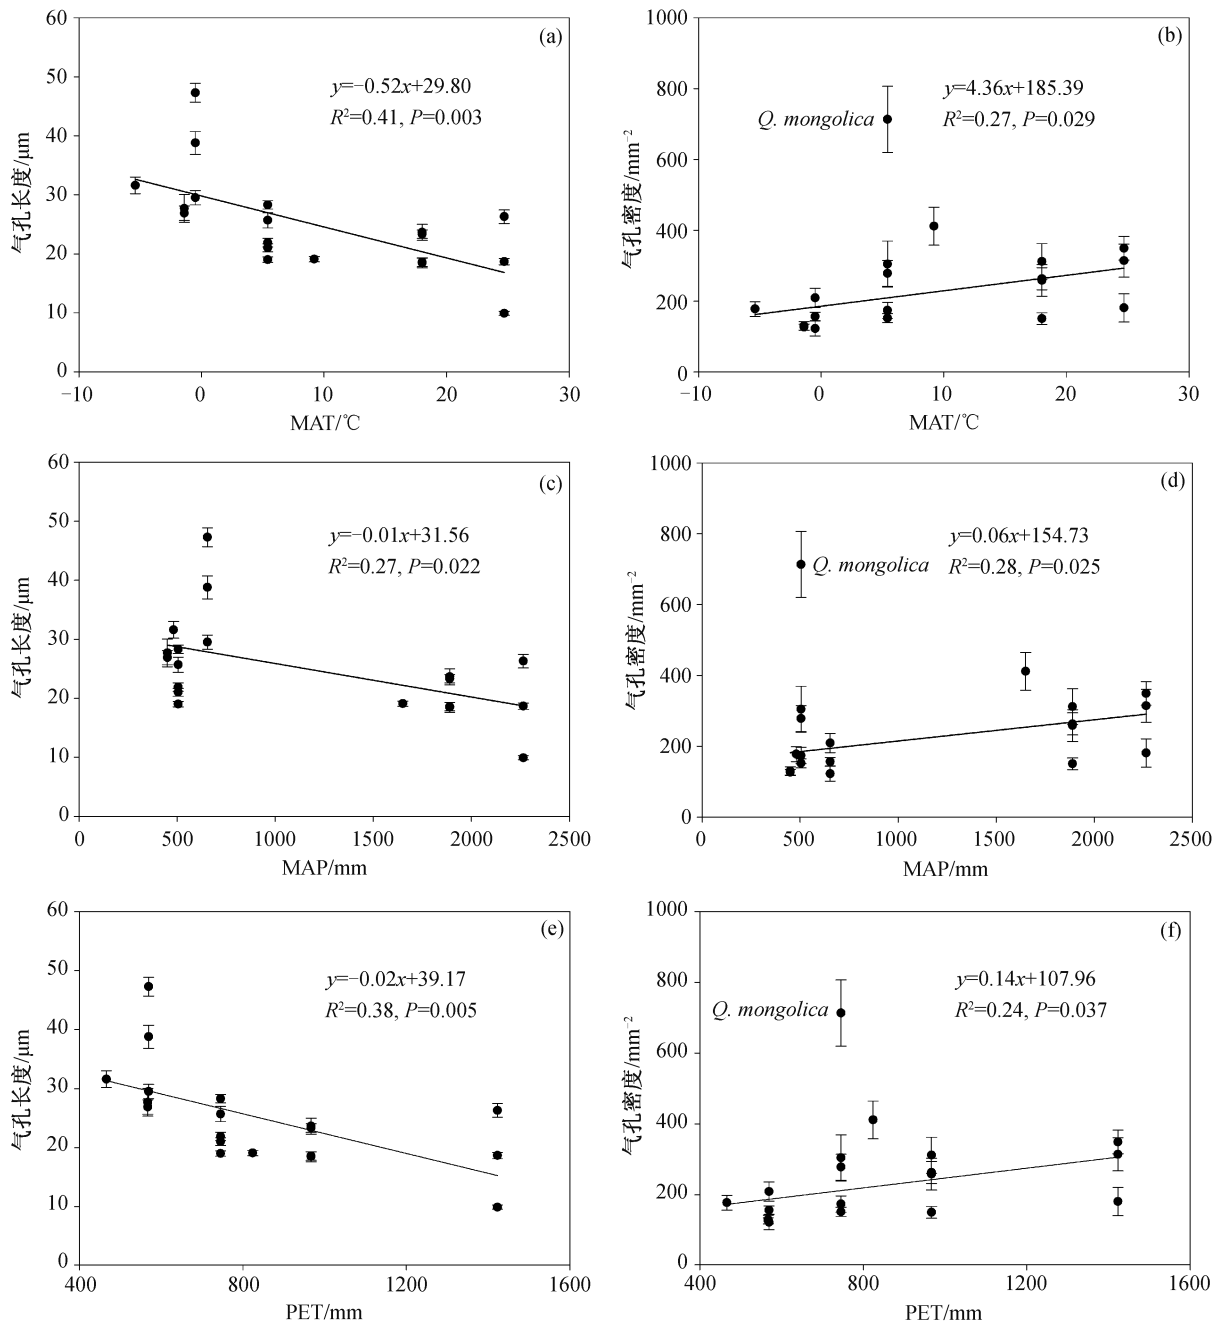 (a)
y=−0.52x+29.80
R²=0.41, P=0.003
气孔长度/μm
60
50
40
30
20
10
0
−10
0
10
20
30
MAT/℃
(b)
y=4.36x+185.39
R²=0.27, P=0.029
Q. mongolica
气孔密度/mm⁻²
1000
800
600
400
200
0
−10
0
10
20
30
MAT/℃
(c)
y=−0.01x+31.56
R²=0.27, P=0.022
气孔长度/μm
60
50
40
30
20
10
0
0
500
1000
1500
2000
2500
MAP/mm
(d)
y=0.06x+154.73
R²=0.28, P=0.025
Q. mongolica
气孔密度/mm⁻²
1000
800
600
400
200
0
0
500
1000
1500
2000
2500
MAP/mm
(e)
y=−0.02x+39.17
R²=0.38, P=0.005
气孔长度/μm
60
50
40
30
20
10
0
400
800
1200
1600
PET/mm
(f)
y=0.14x+107.96
R²=0.24, P=0.037
Q. mongolica
气孔密度/mm⁻²
1000
800
600
400
200
0
400
800
1200
1600
PET/mm